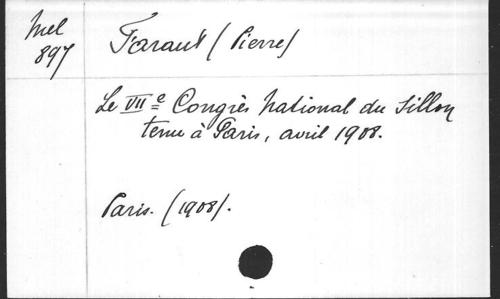 Mel
897
Faraut (Pierre)
Le VIIe Congrès National du Sillon
tenu à Paris, avril 1908.
Paris. (1908).